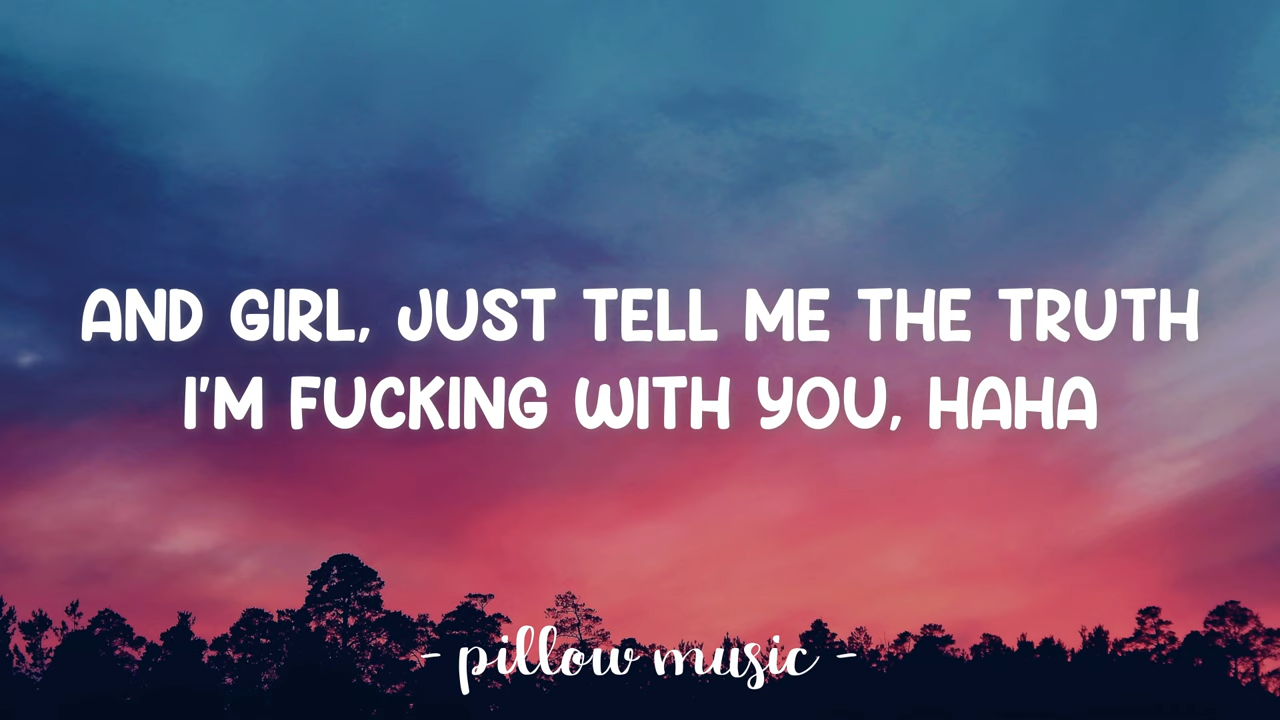 AND GIRL, JUST TELL ME THE TRUTH
I'M FUCKING WITH YOU, HAHA
- pillow music -